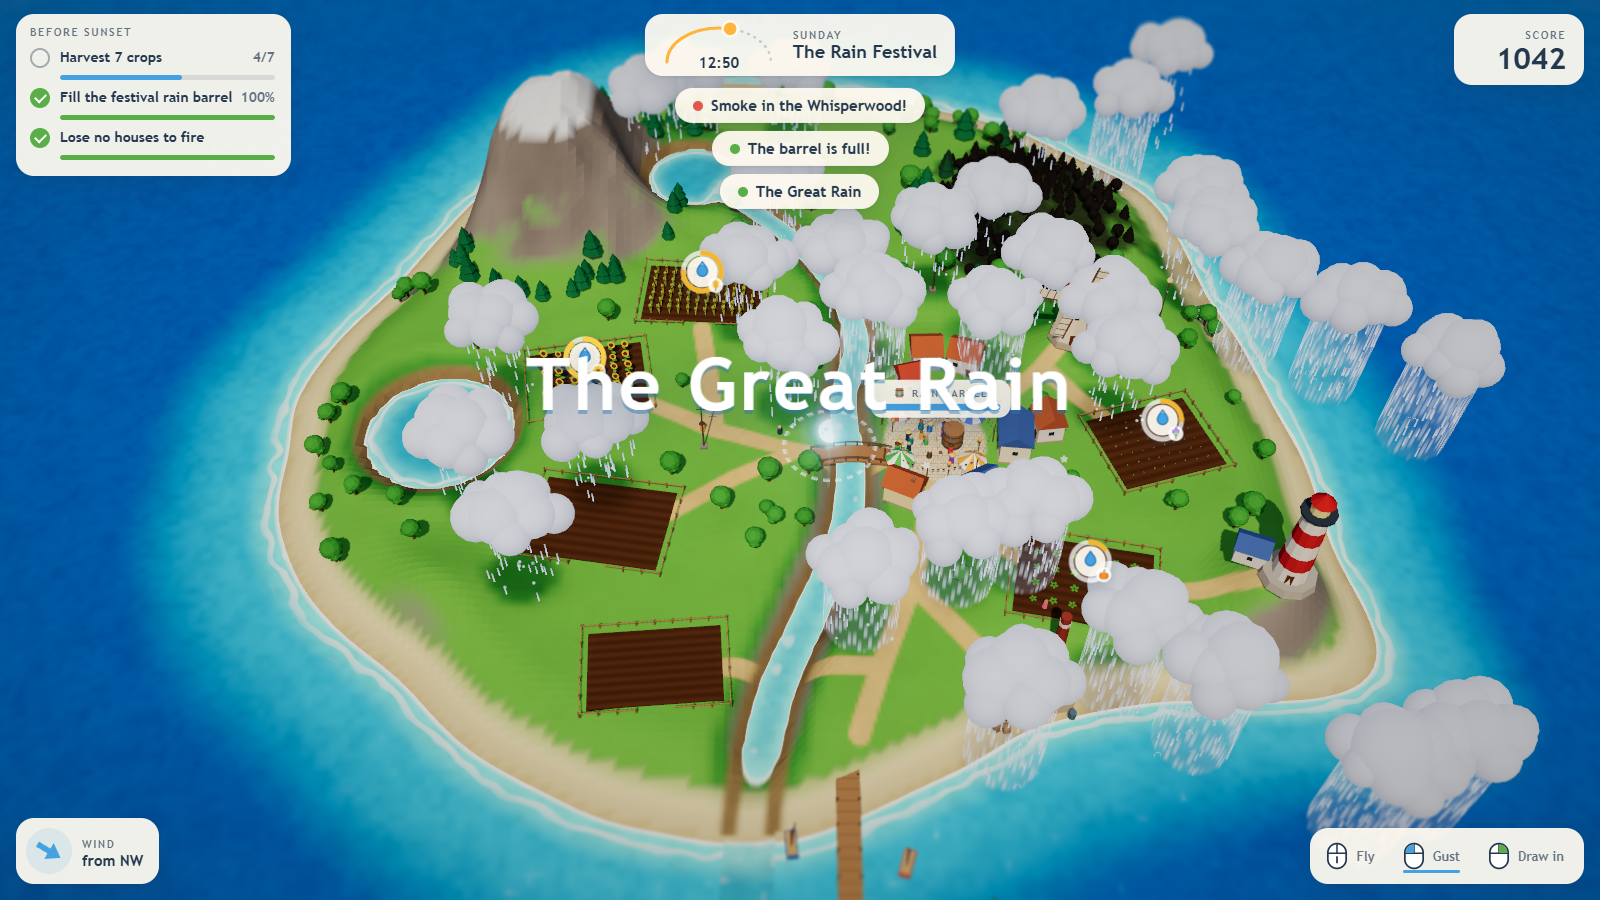 BEFORE SUNSET
Harvest 7 crops 4/7
Fill the festival rain barrel 100%
Lose no houses to fire
12:50
SUNDAY
The Rain Festival
SCORE
1042
Smoke in the Whisperwood!
The barrel is full!
The Great Rain
The Great Rain
WIND
from NW
Fly
Gust
Draw in